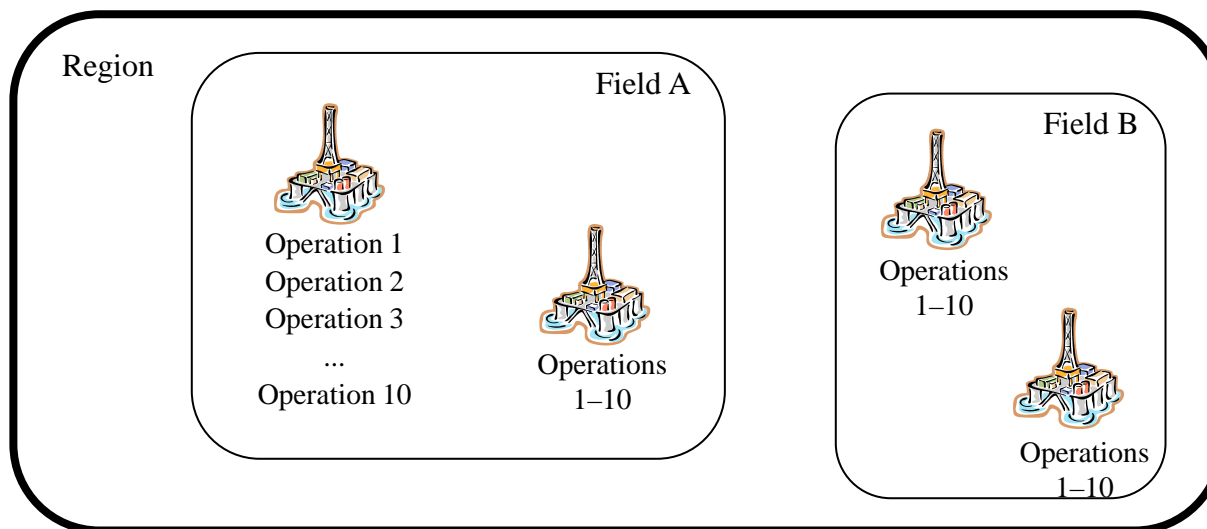 Region
Field A
Operation 1
Operation 2
Operation 3
...
Operation 10
Operations
1–10
Field B
Operations
1–10
Operations
1–10